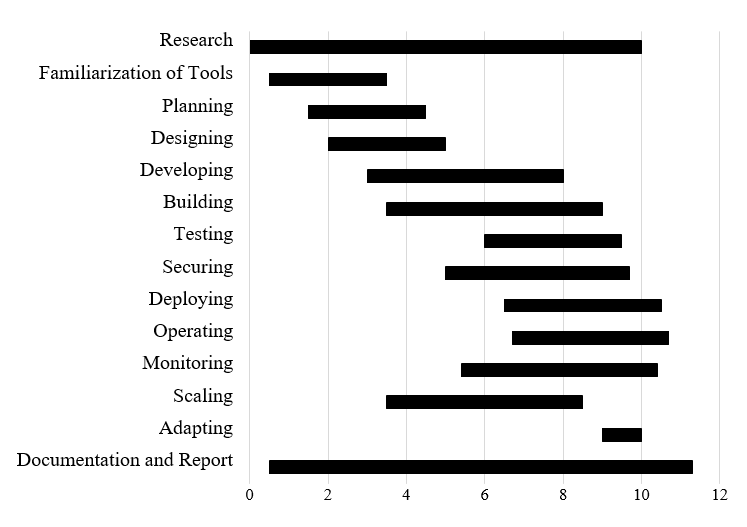 Research
Familiarization of Tools
Planning
Designing
Developing
Building
Testing
Securing
Deploying
Operating
Monitoring
Scaling
Adapting
Documentation and Report
0 2 4 6 8 10 12